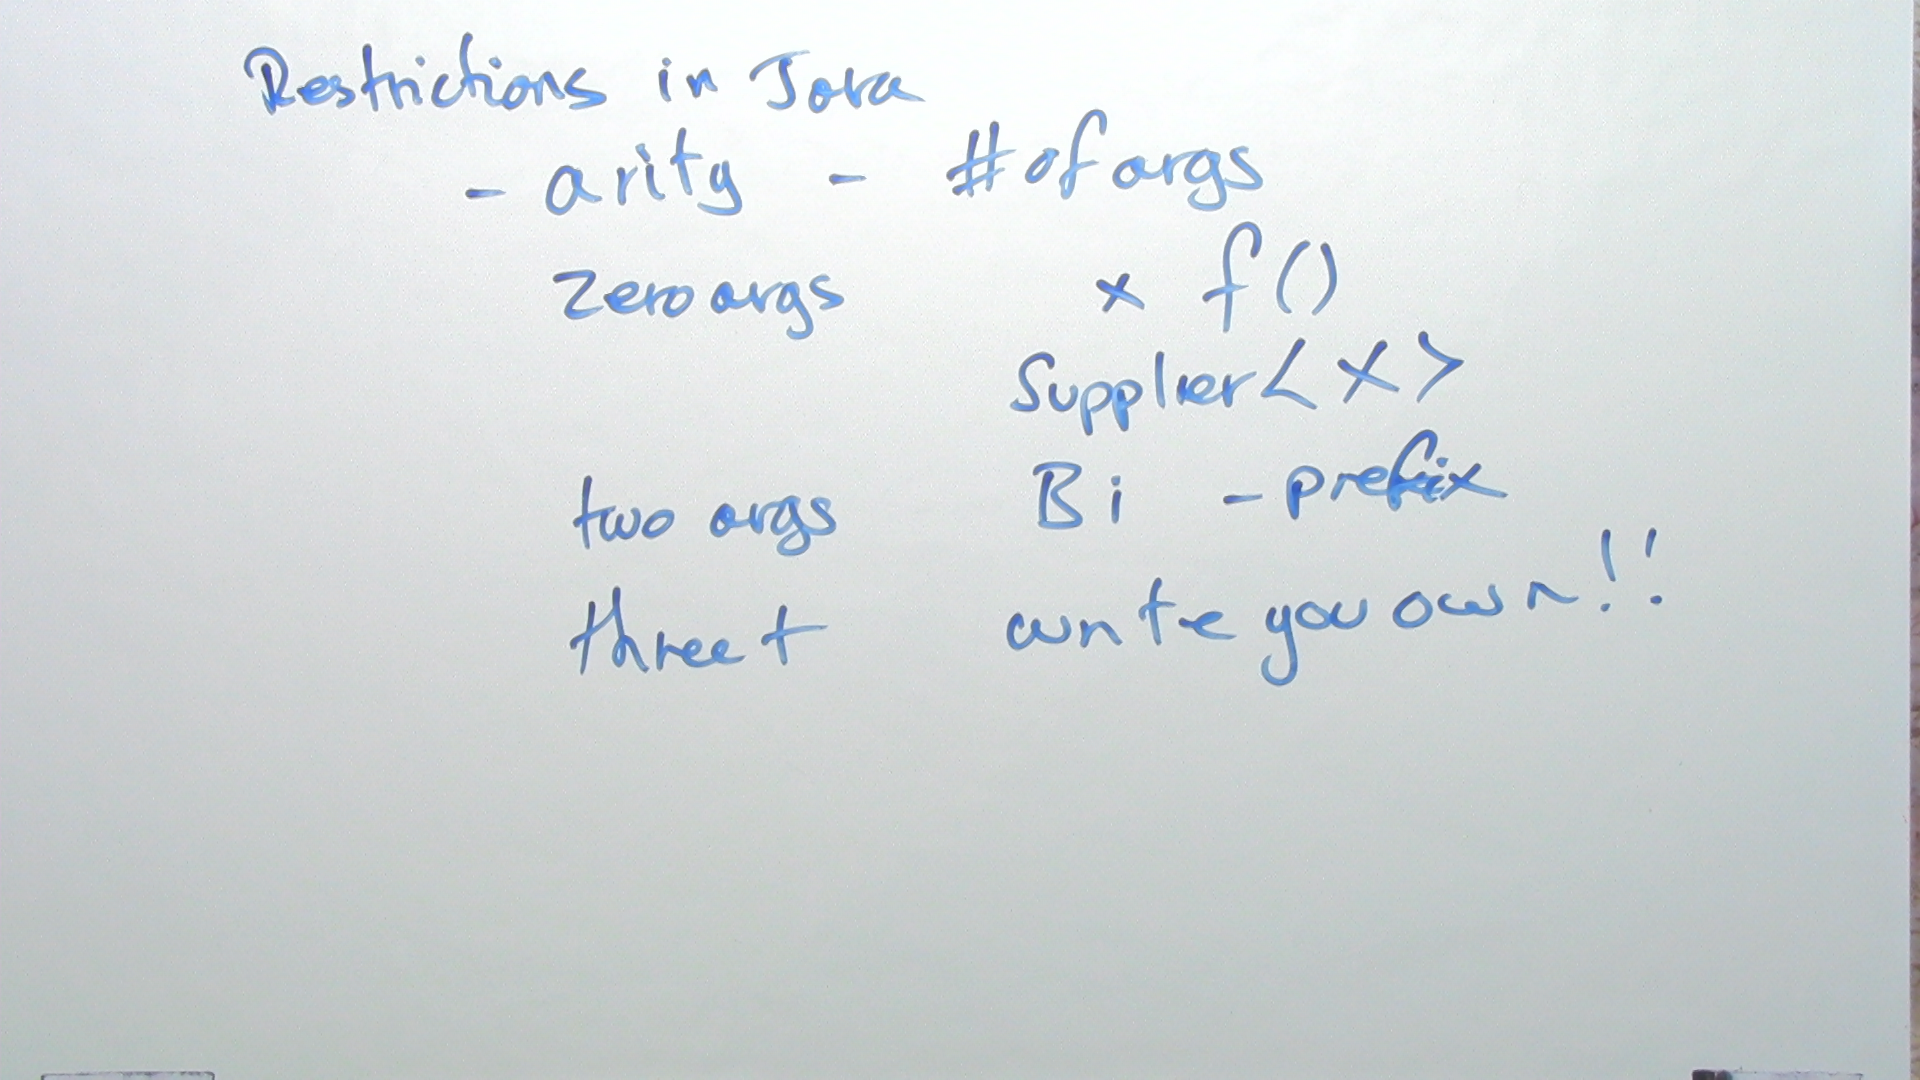 Restrictions in Java
- arity - # of args
zero args x f()
Supplier<X>
two args Bi - prefix
three + write you own!!